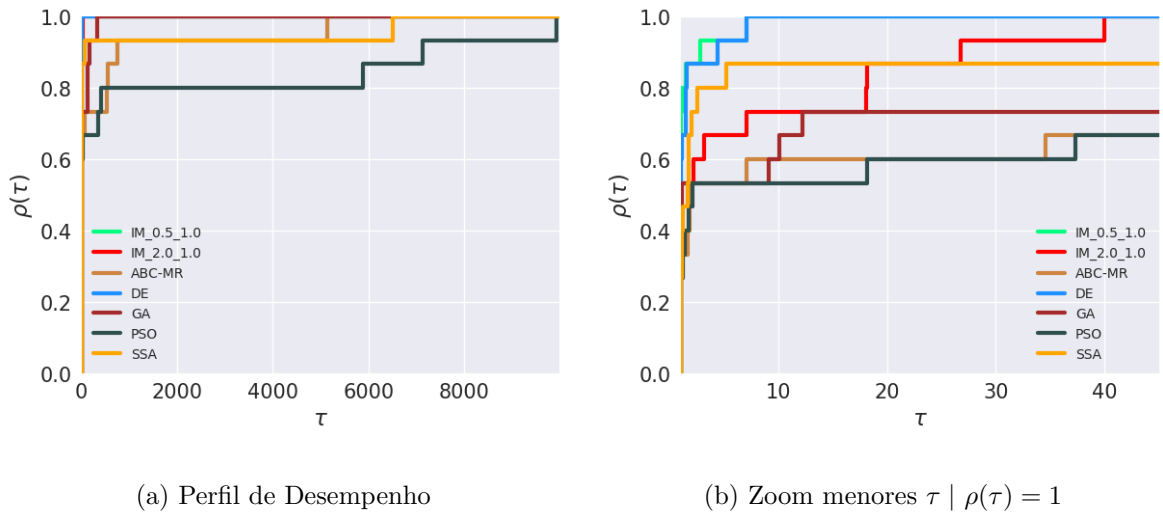 1.0
0.8
0.6
0.4
0.2
0.0
ρ(τ)
IM_0.5_1.0
IM_2.0_1.0
ABC-MR
DE
GA
PSO
SSA
0 2000 4000 6000 8000
τ
(a) Perfil de Desempenho
1.0
0.8
0.6
0.4
0.2
0.0
ρ(τ)
IM_0.5_1.0
IM_2.0_1.0
ABC-MR
DE
GA
PSO
SSA
10 20 30 40
τ
(b) Zoom menores τ | ρ(τ) = 1